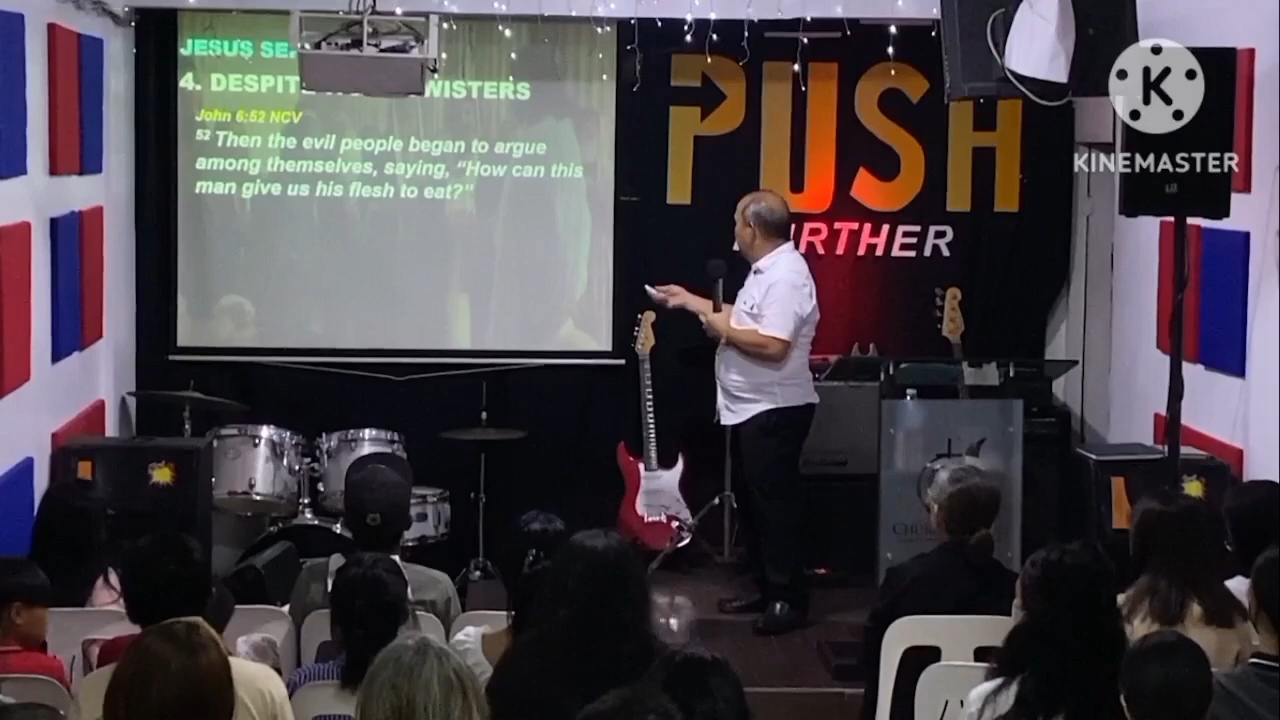 JESUS
4. DESPIT WISTERS
John 6:52 NCV
52 Then the evil people began to argue
among themselves, saying, “How can this
man give us his flesh to eat?”
PUSH
URTHER
K
KINEMASTER